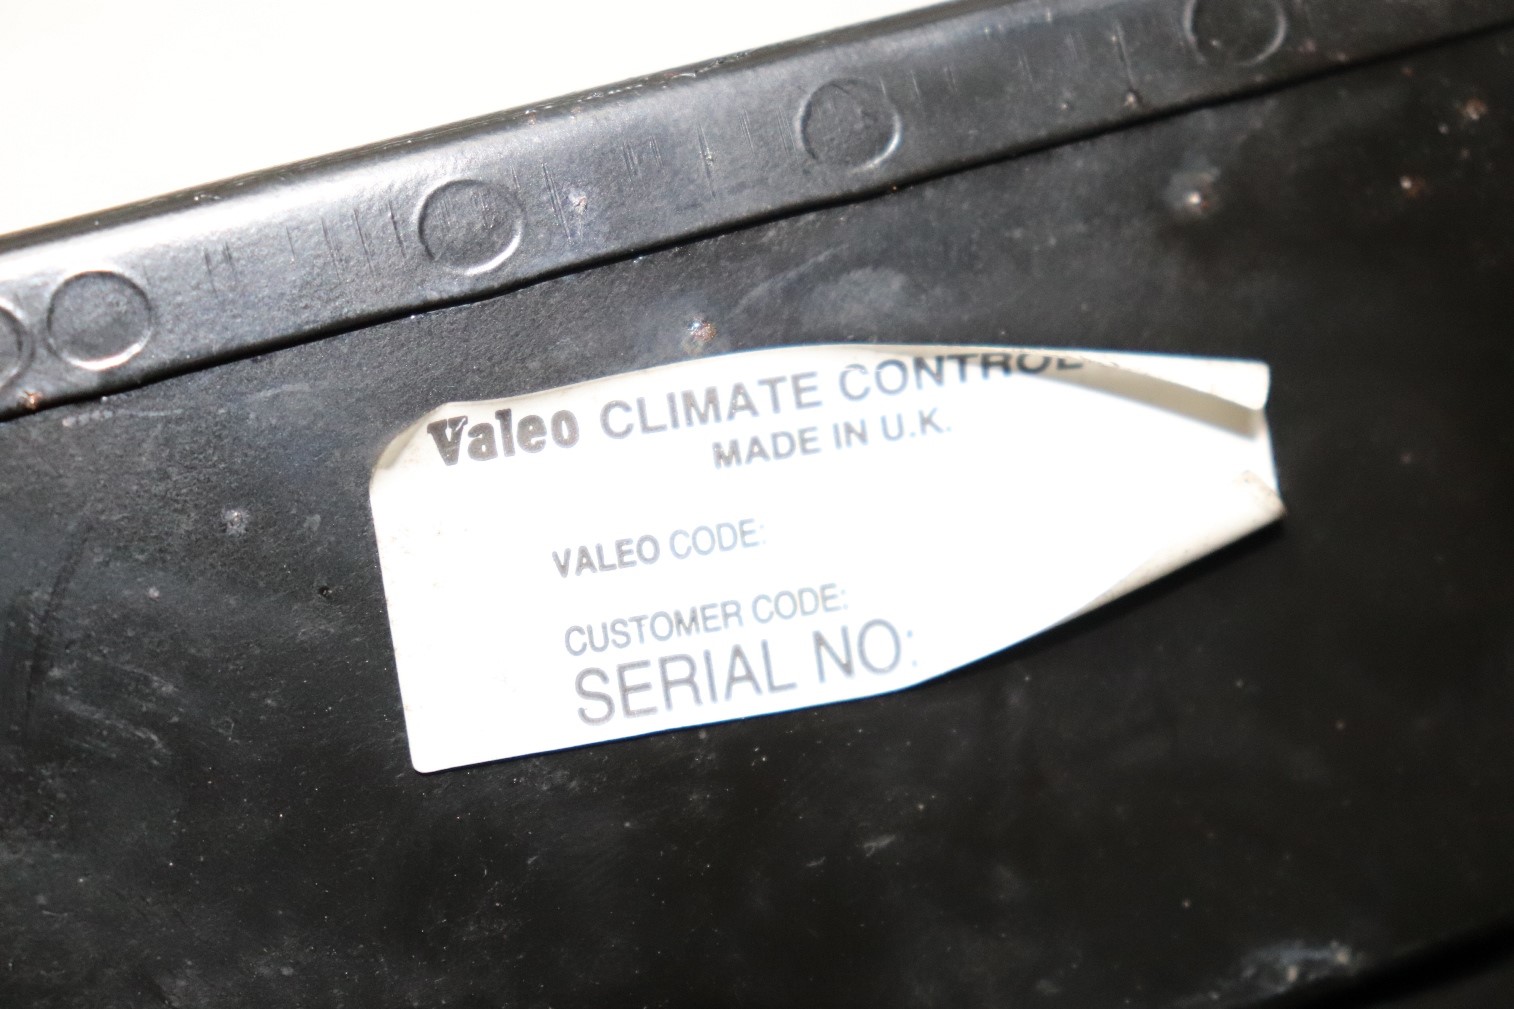 Valeo CLIMATE CONTROL
MADE IN U.K.
VALEO CODE:
CUSTOMER CODE:
SERIAL NO: